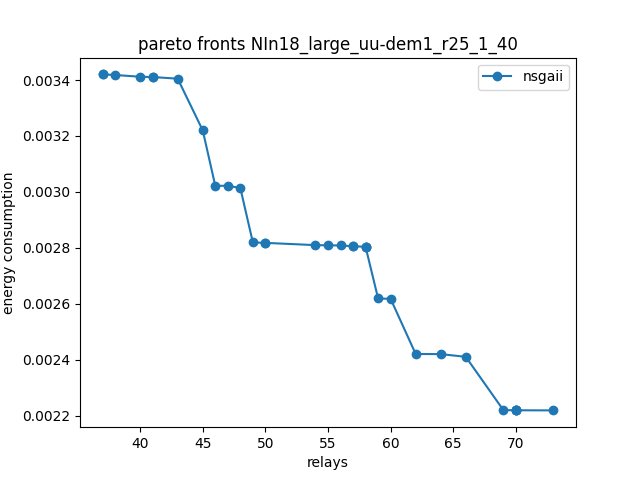 pareto fronts NIn18_large_uu-dem1_r25_1_40
nsgaii
energy consumption
0.0034
0.0032
0.0030
0.0028
0.0026
0.0024
0.0022
40 45 50 55 60 65 70
relays